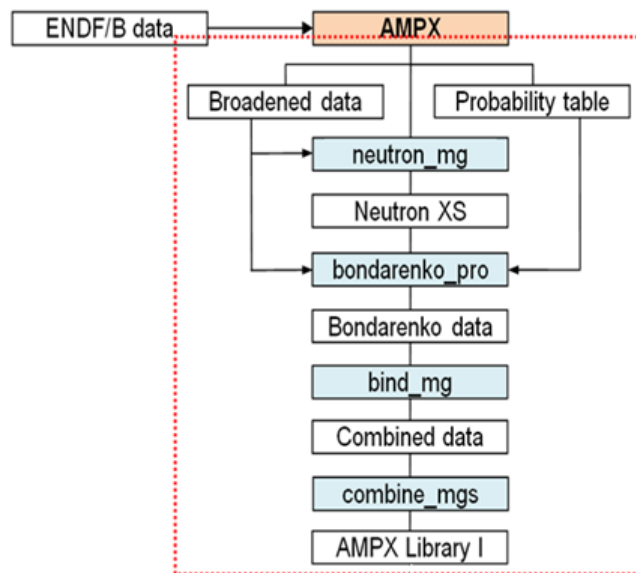 ENDF/B data
AMPX
Broadened data
Probability table
neutron_mg
Neutron XS
bondarenko_pro
Bondarenko data
bind_mg
Combined data
combine_mgs
AMPX Library I